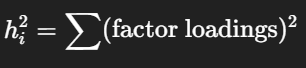 h_i^2 = ∑(factor loadings)^2